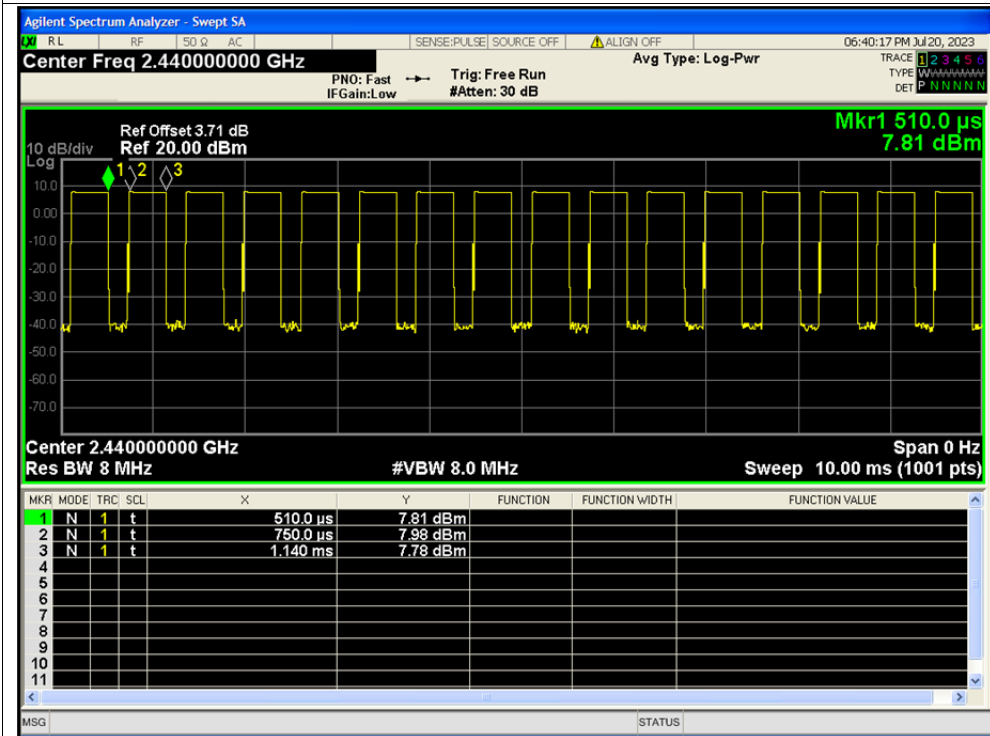 Agilent Spectrum Analyzer - Swept SA
LXI RL RF 50 Ω AC SENSE:PULSE SOURCE OFF ALIGN OFF 06:40:17 PM Jul 20, 2023
Center Freq 2.440000000 GHz Avg Type: Log-Pwr TRACE 1 2 3 4 5 6
PNO: Fast Trig: Free Run TYPE W
IFGain:Low #Atten: 30 dB DET P N N N N N
Mkr1 510.0 µs
Ref Offset 3.71 dB
10 dB/div Ref 20.00 dBm 7.81 dBm
Log
1 2 3
10.0
0.00
-10.0
-20.0
-30.0
-40.0
-50.0
-60.0
-70.0
Center 2.440000000 GHz Span 0 Hz
Res BW 8 MHz #VBW 8.0 MHz Sweep 10.00 ms (1001 pts)
MKR MODE TRC SCL X Y FUNCTION FUNCTION WIDTH FUNCTION VALUE
1 N 1 t 510.0 µs 7.81 dBm
2 N 1 t 750.0 µs 7.98 dBm
3 N 1 t 1.140 ms 7.78 dBm
4
5
6
7
8
9
10
11
MSG STATUS